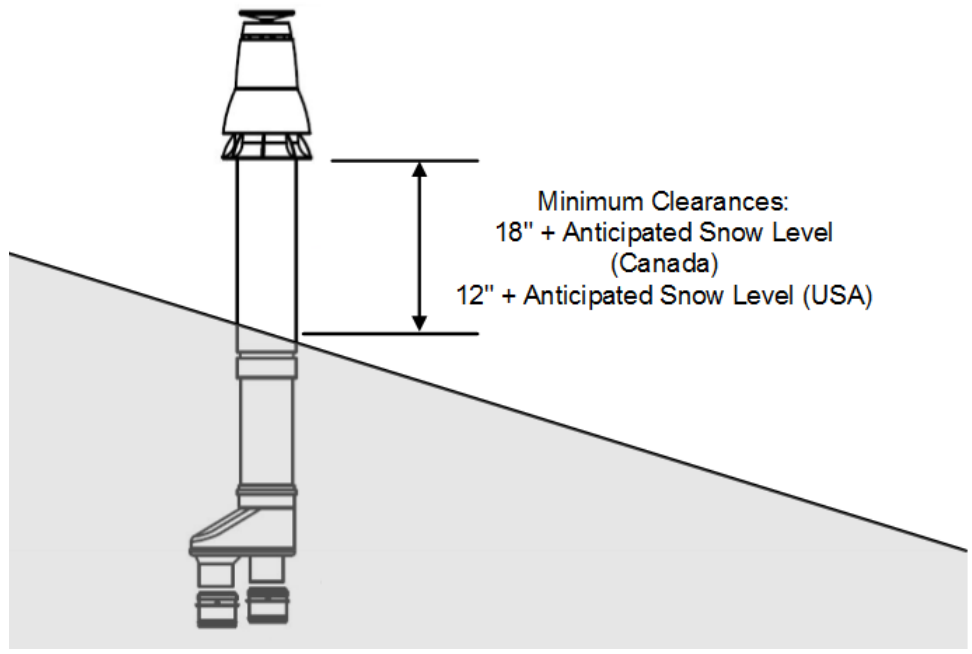 Minimum Clearances:
18" + Anticipated Snow Level
(Canada)
12" + Anticipated Snow Level (USA)